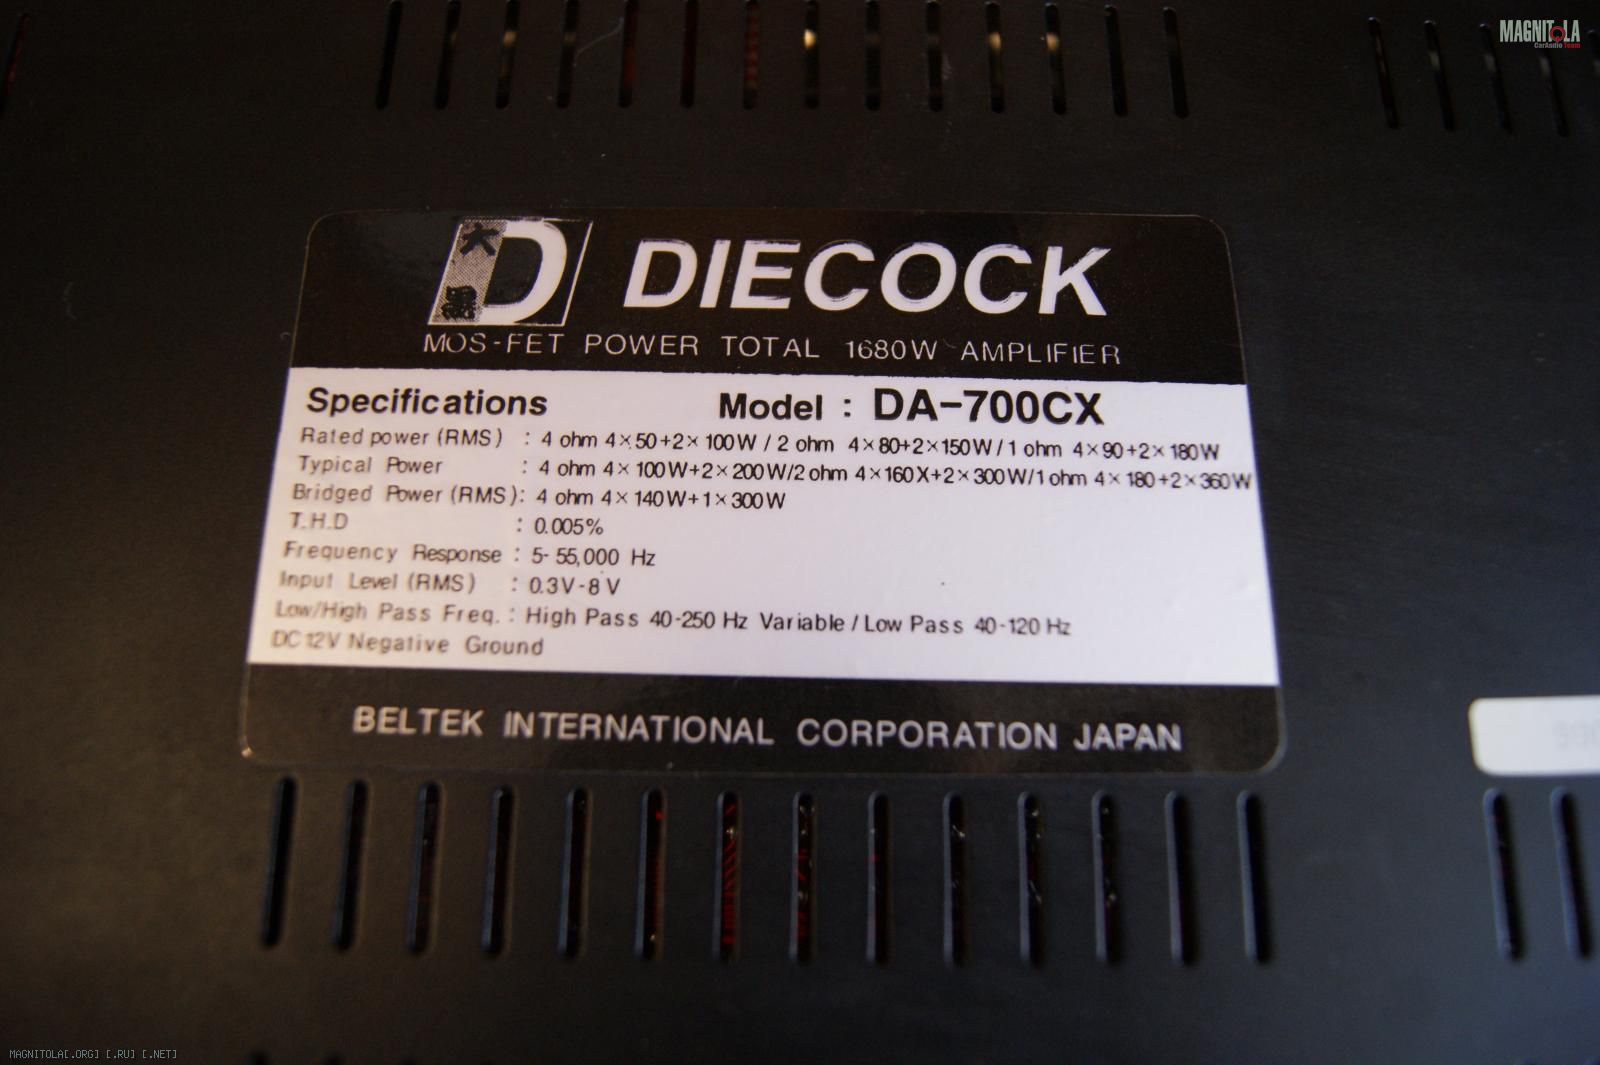 MAGNITOLA
CarAudio Team
大黒 D DIECOCK
MOS-FET POWER TOTAL 1680W AMPLIFIER
Specifications Model : DA-700CX
Rated power (RMS) : 4 ohm 4×50+2×100W / 2 ohm 4×80+2×150W / 1 ohm 4×90+2×180W
Typical Power : 4 ohm 4×100W+2×200W/2 ohm 4×160X+2×300W/1 ohm 4×180+2×360W
Bridged Power (RMS) : 4 ohm 4×140W+1×300W
T.H.D : 0.005%
Frequency Response : 5-55,000 Hz
Input Level (RMS) : 0.3V-8V
Low/High Pass Freq. : High Pass 40-250 Hz Variable / Low Pass 40-120 Hz
DC 12V Negative Ground
BELTEK INTERNATIONAL CORPORATION JAPAN
MAGNITOLA[.ORG] [.RU] [.NET]